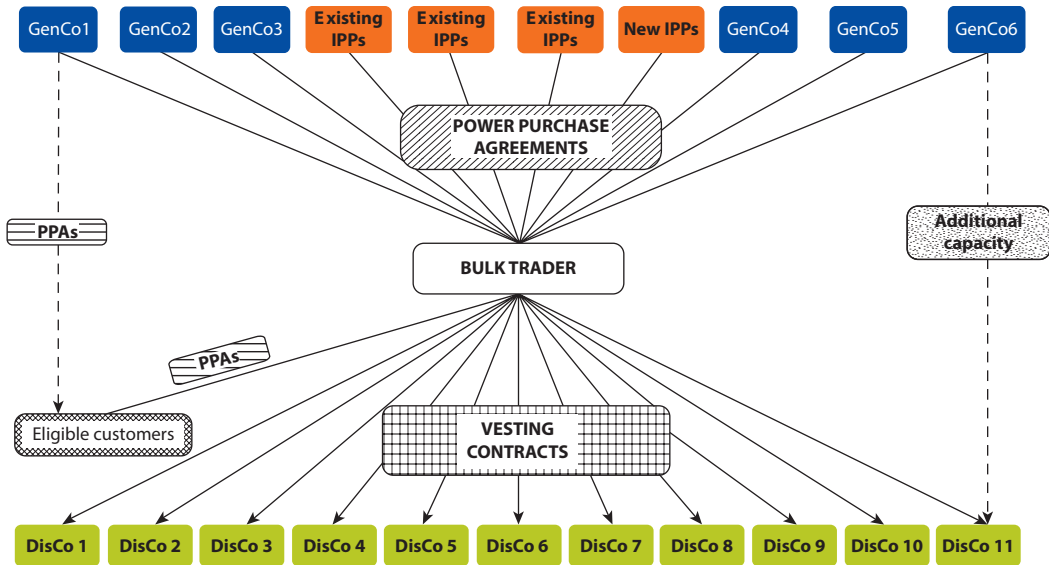 GenCo1
GenCo2
GenCo3
Existing
IPPs
Existing
IPPs
Existing
IPPs
New IPPs
GenCo4
GenCo5
GenCo6
POWER PURCHASE
AGREEMENTS
PPAs
Additional
capacity
BULK TRADER
PPAs
Eligible customers
VESTING
CONTRACTS
DisCo 1
DisCo 2
DisCo 3
DisCo 4
DisCo 5
DisCo 6
DisCo 7
DisCo 8
DisCo 9
DisCo 10
DisCo 11